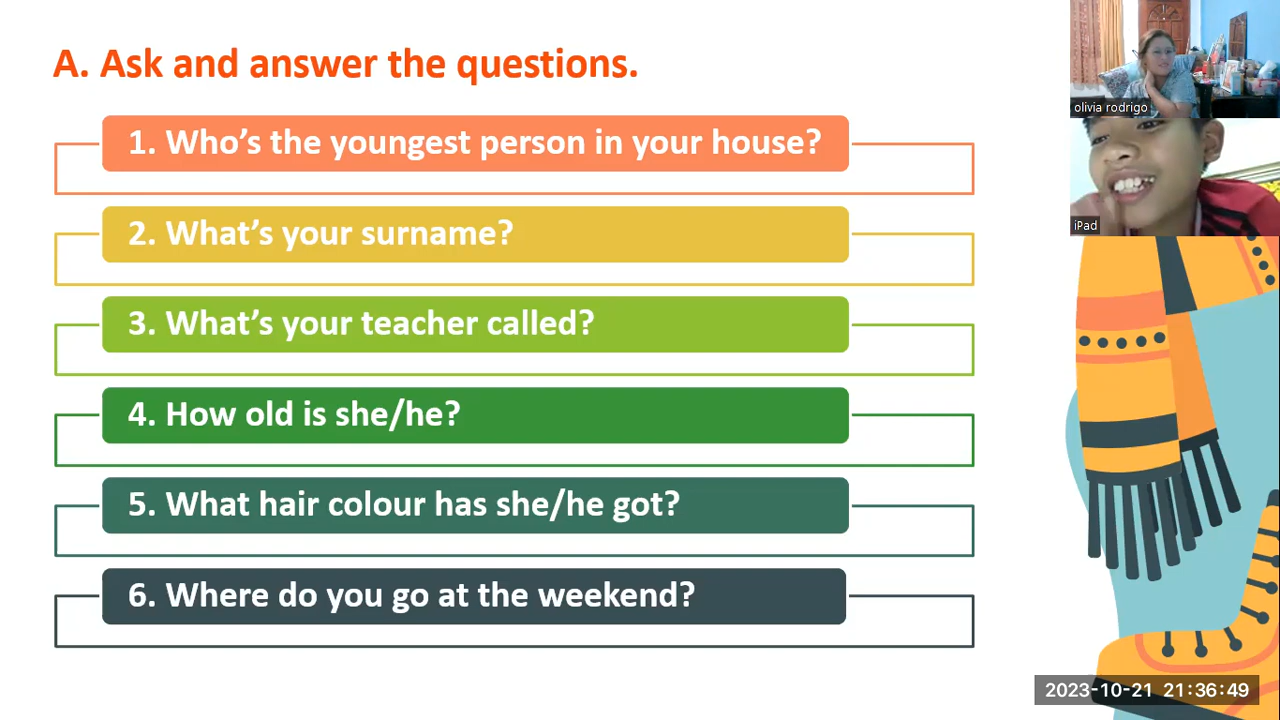 A. Ask and answer the questions.
1. Who’s the youngest person in your house?
2. What’s your surname?
3. What’s your teacher called?
4. How old is she/he?
5. What hair colour has she/he got?
6. Where do you go at the weekend?
olivia rodrigo
iPad
2023-10-21 21:36:49